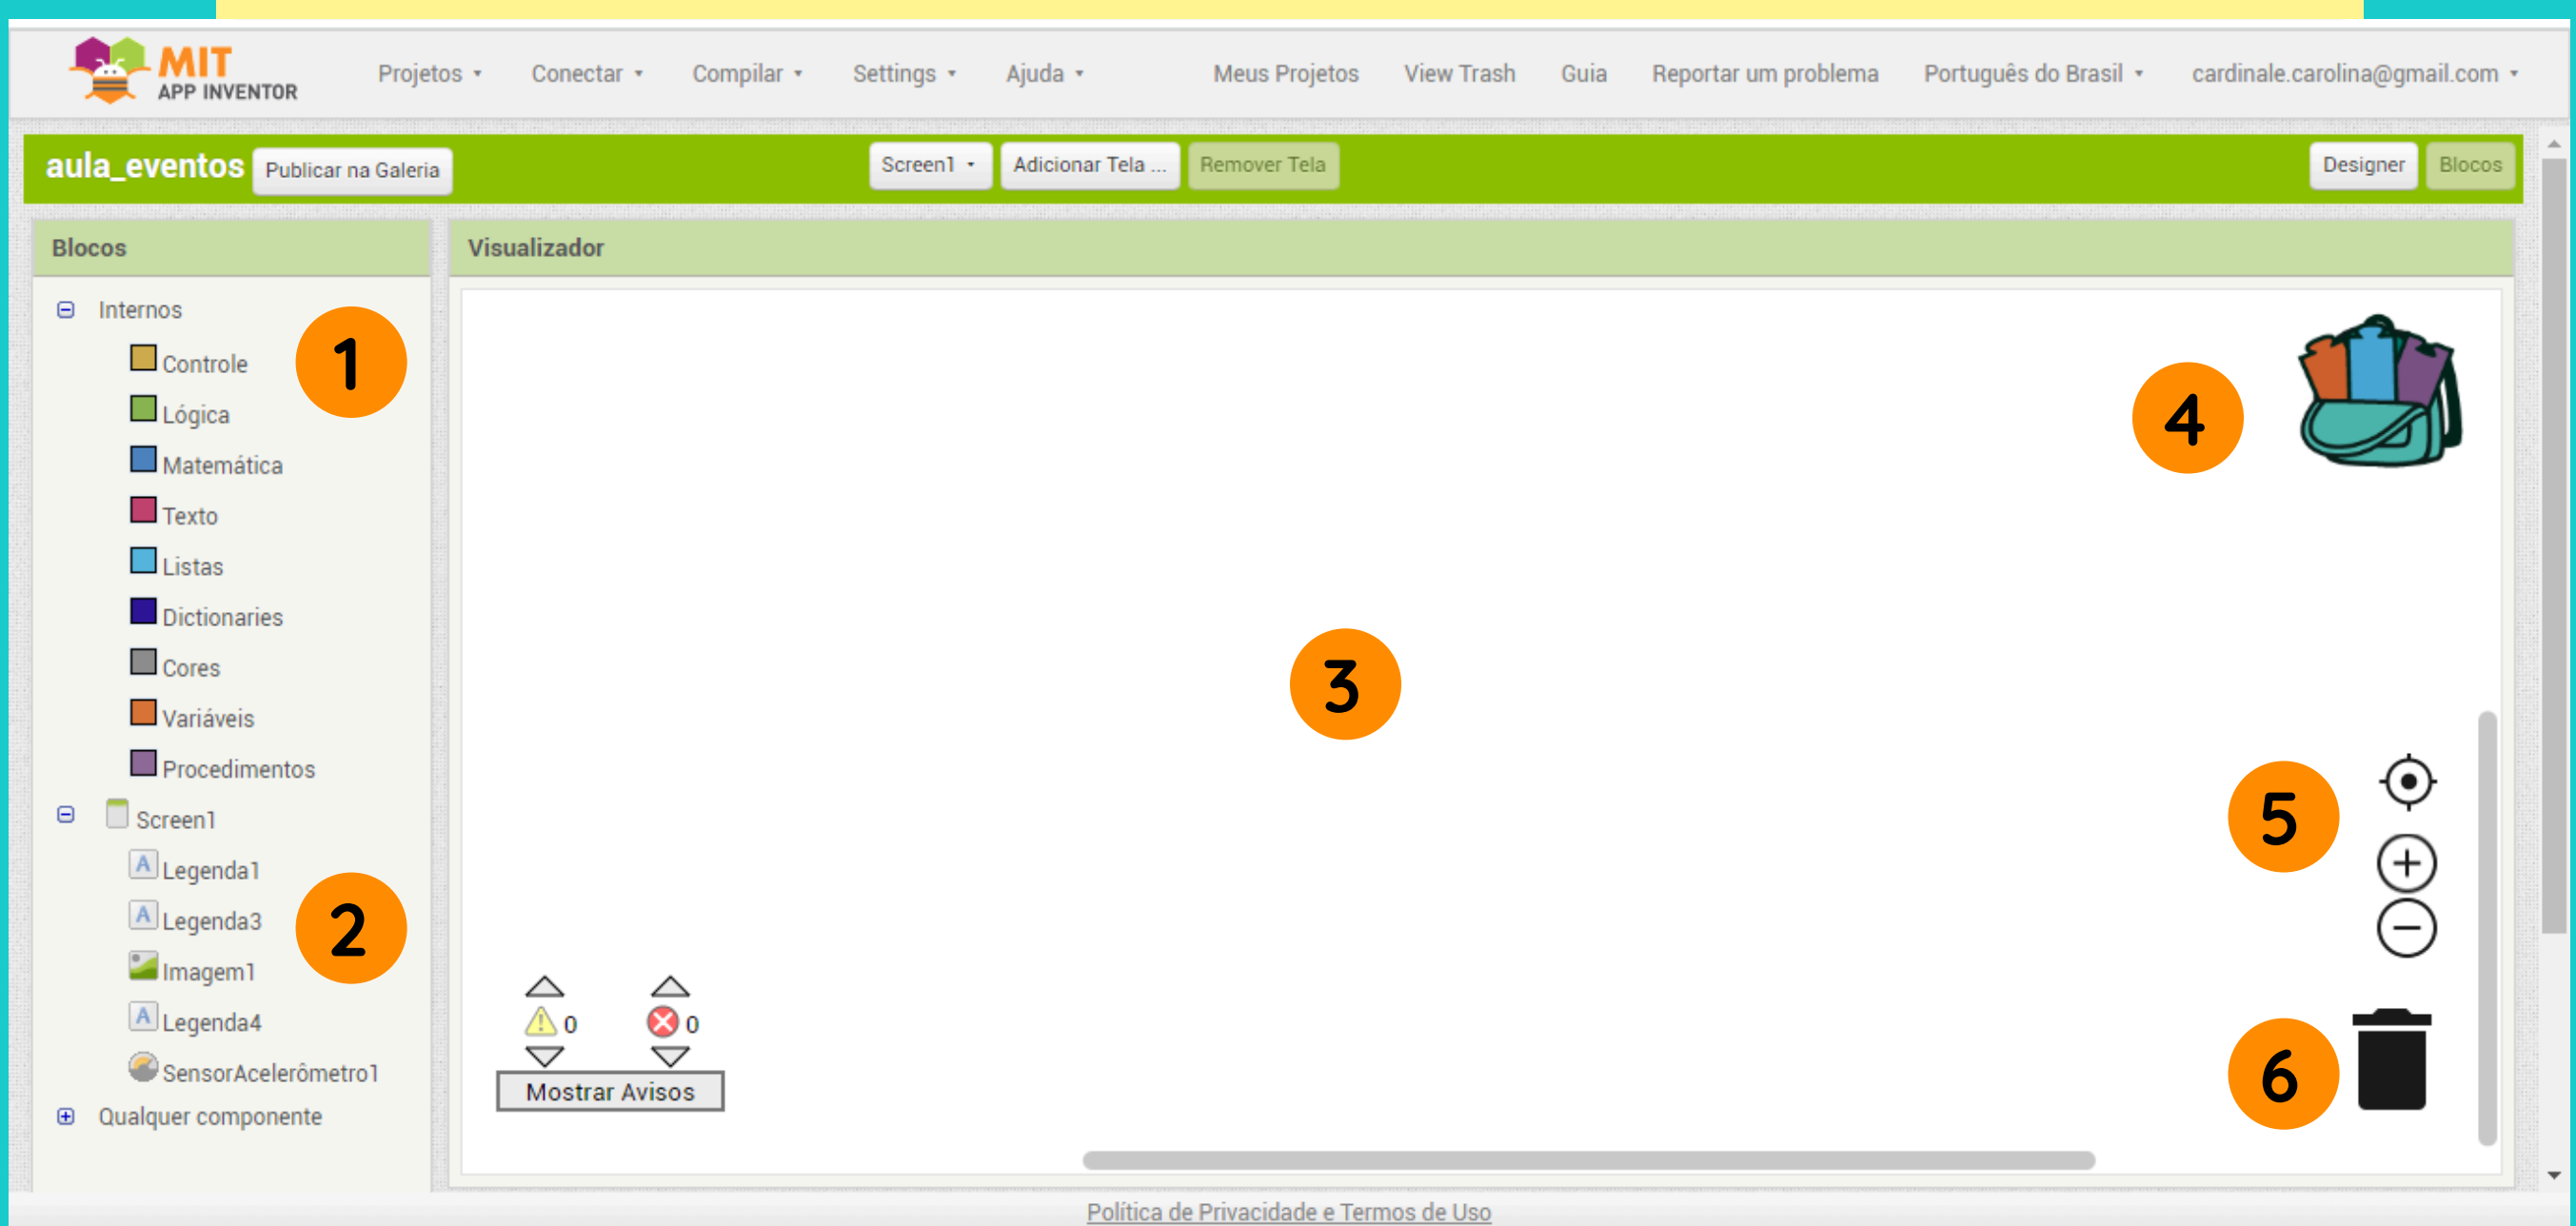 MIT
APP INVENTOR
Projetos Conectar Compilar Settings Ajuda Meus Projetos View Trash Guia Reportar um problema Português do Brasil cardinale.carolina@gmail.com
aula_eventos Publicar na Galeria Screen1 Adicionar Tela ... Remover Tela Designer Blocos
Blocos
Internos
Controle
Lógica
Matemática
Texto
Listas
Dictionaries
Cores
Variáveis
Procedimentos
Screen1
Legenda1
Legenda3
Imagem1
Legenda4
SensorAcelerômetro1
Qualquer componente
1
2
Visualizador
3
4
5
6
0 0
Mostrar Avisos
Política de Privacidade e Termos de Uso